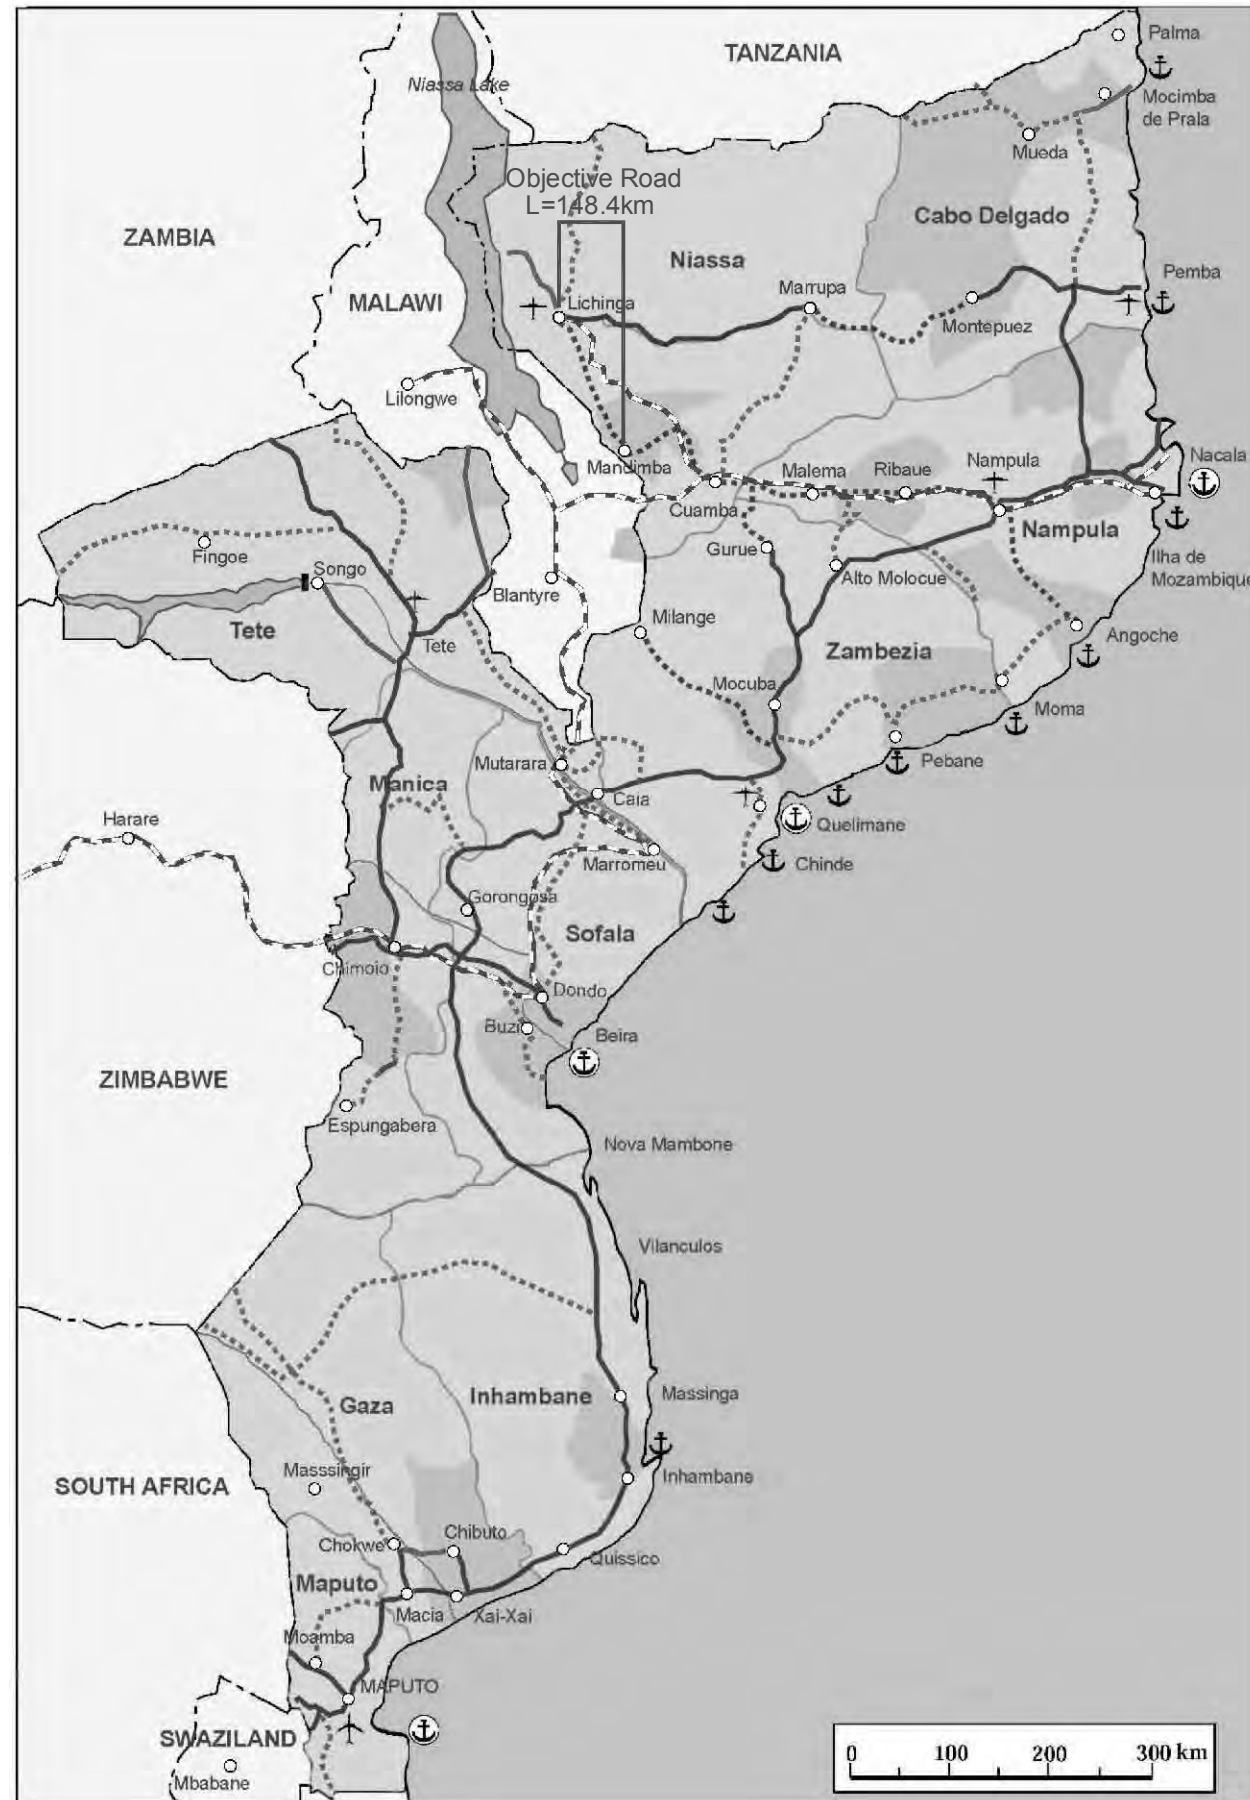 TANZANIA
Palma
Niassa Lake
Mocimba
de Prala
Mueda
Objective Road
L=148.4km
Cabo Delgado
ZAMBIA
Niassa
Pemba
MALAWI
Marrupa
Lichinga
Montepuez
Lilongwe
Mandimba
Malema
Ribaue
Nampula
Nacala
Cuamba
Nampula
Gurue
Fingoe
Songo
Alto Molocue
Ilha de
Mozambique
Blantyre
Milange
Tete
Tete
Angoche
Zambezia
Mocuba
Moma
Mutarara
Pebane
Manica
Caia
Harare
Quelimane
Marromeu
Chinde
Gorongosa
Sofala
Chimoio
Dondo
Buzi
Beira
ZIMBABWE
Espungabera
Nova Mambone
Vilanculos
Massinga
Gaza
Inhambane
Masssingir
SOUTH AFRICA
Inhambane
Chokwe
Chibuto
Quissico
Maputo
Macia
Xai-Xai
Moamba
MAPUTO
SWAZILAND
Mbabane
0 100 200 300 km